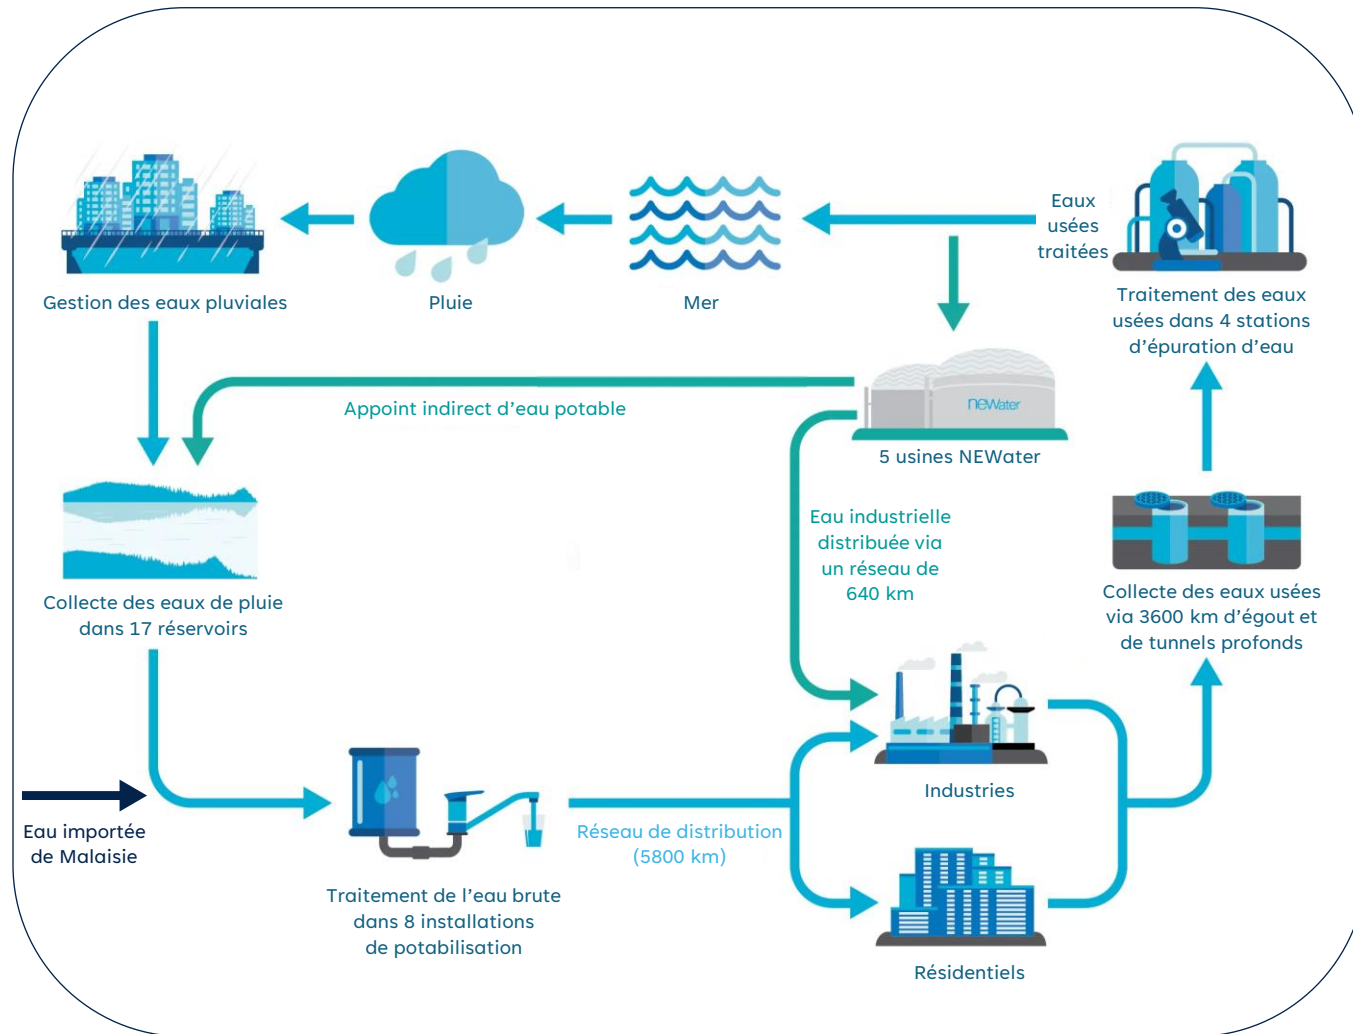 Eaux
usées
traitées
Gestion des eaux pluviales
Pluie
Mer
Traitement des eaux
usées dans 4 stations
d'épuration d'eau
Appoint indirect d'eau potable
newater
5 usines NEWater
Eau industrielle
distribuée via
un réseau de
640 km
Collecte des eaux de pluie
dans 17 réservoirs
Collecte des eaux usées
via 3600 km d'égout et
de tunnels profonds
Eau importée
de Malaisie
Réseau de distribution
(5800 km)
Industries
Traitement de l'eau brute
dans 8 installations
de potabilisation
Résidentiels